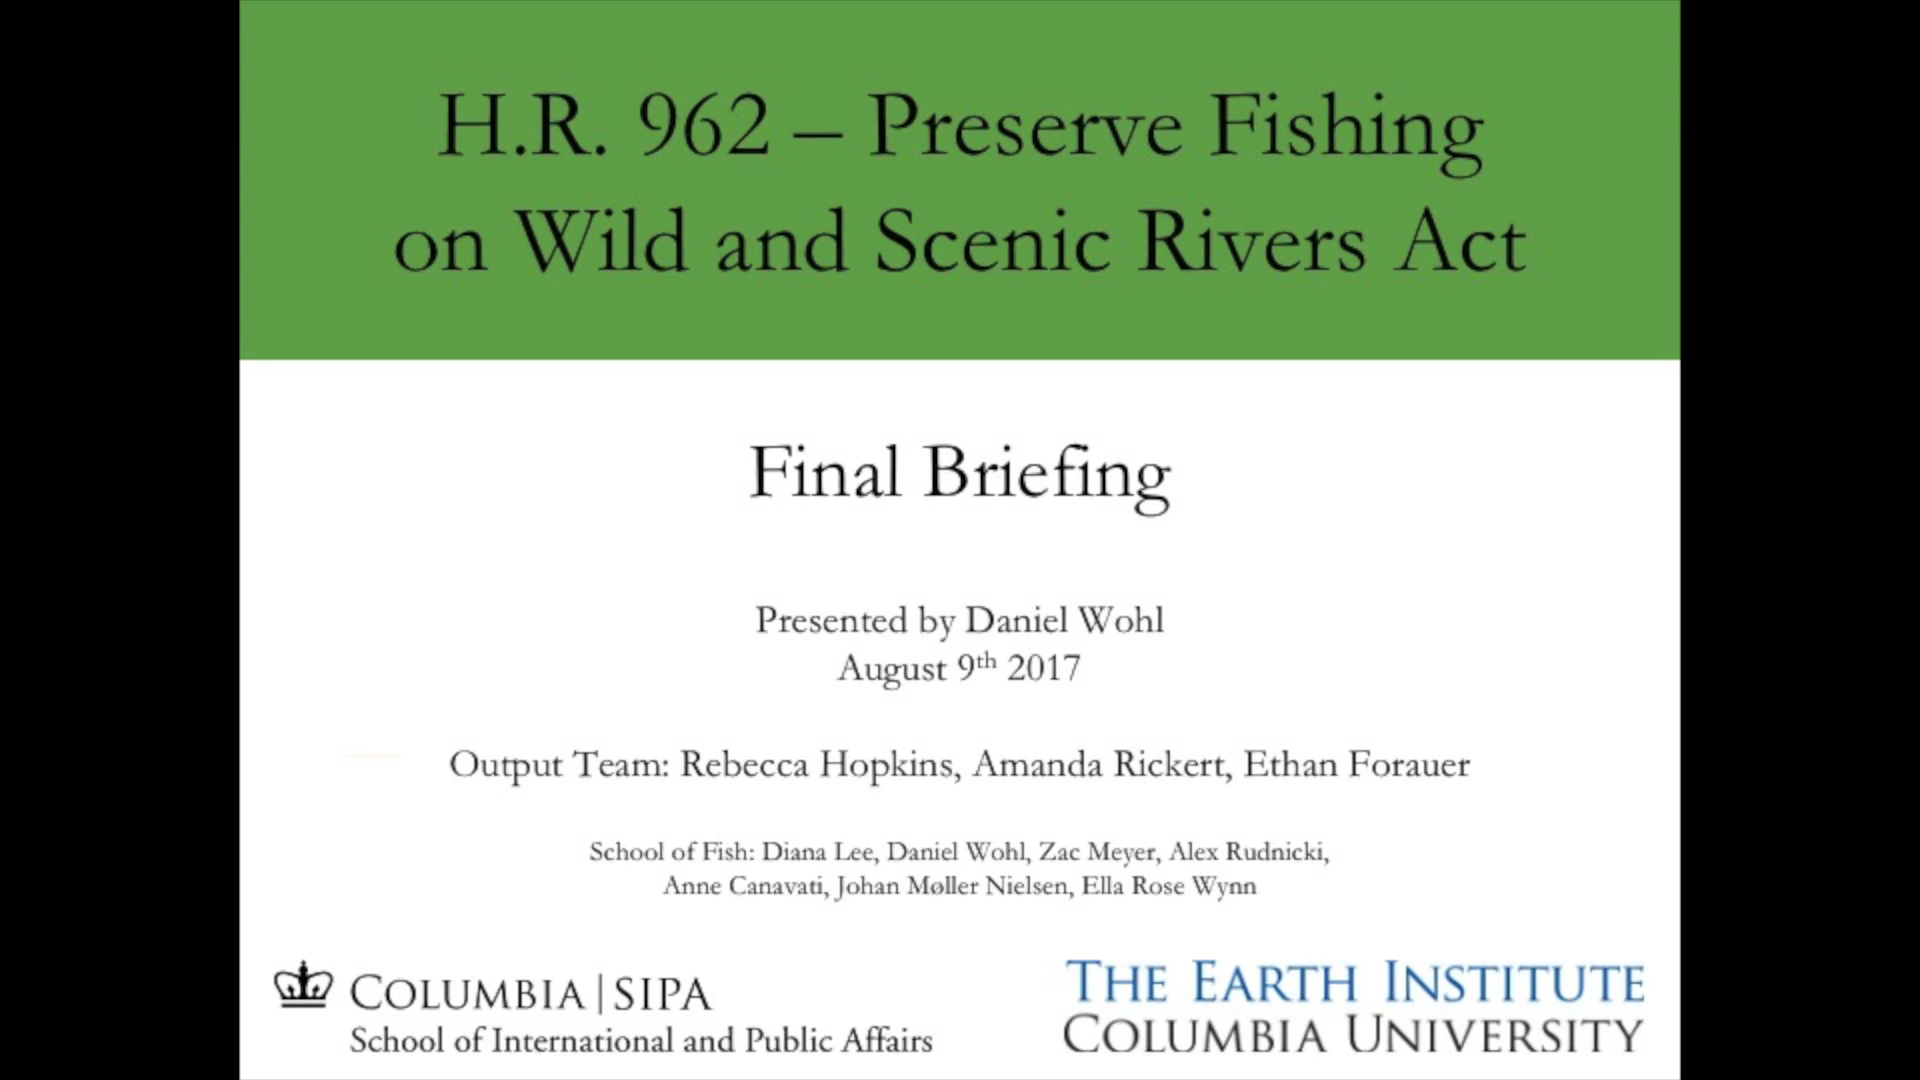 H.R. 962 – Preserve Fishing
on Wild and Scenic Rivers Act
Final Briefing
Presented by Daniel Wohl
August 9th 2017
Output Team: Rebecca Hopkins, Amanda Rickert, Ethan Forauer
School of Fish: Diana Lee, Daniel Wohl, Zac Meyer, Alex Rudnicki,
Anne Canavati, Johan Møller Nielsen, Ella Rose Wynn
COLUMBIA | SIPA
School of International and Public Affairs
THE EARTH INSTITUTE
COLUMBIA UNIVERSITY